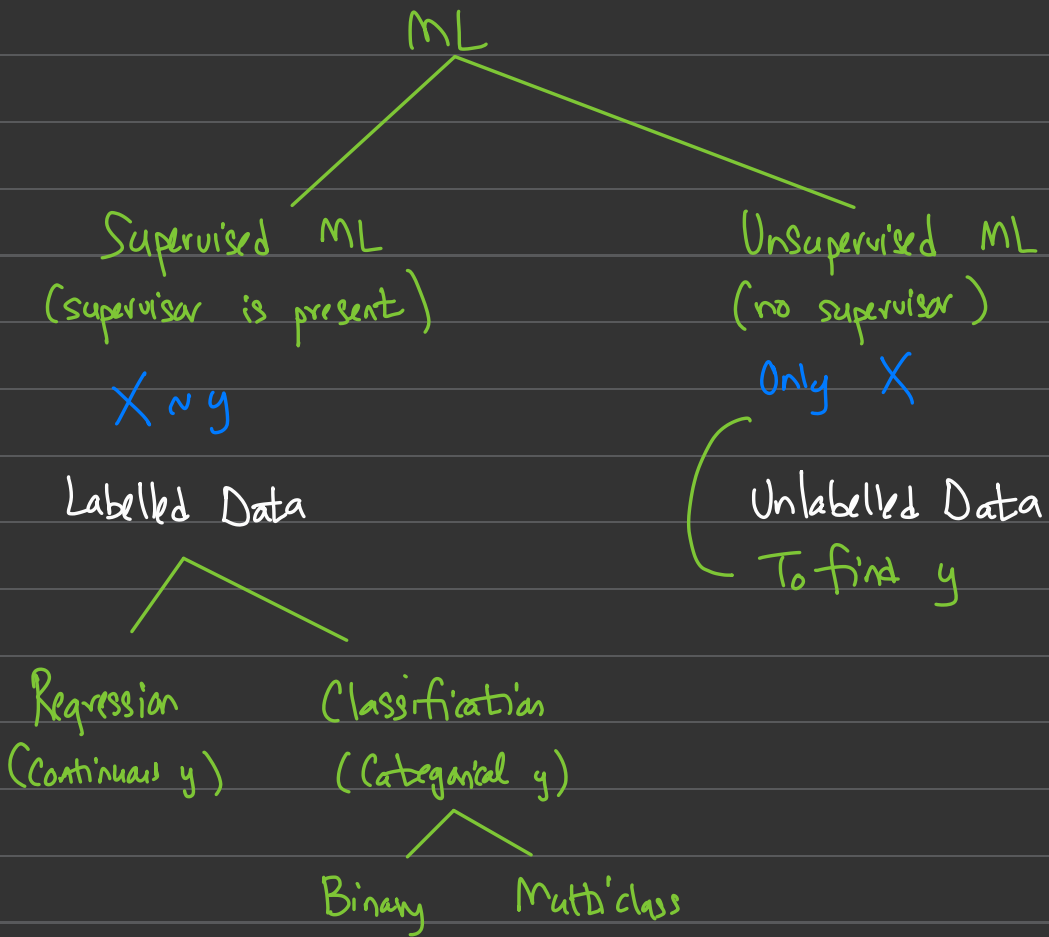 ML
Supervised ML
Unsupervised ML
(supervisor is present)
(no supervisor)
X ~ y
Only X
Labelled Data
Unlabelled Data
To find y
Regression
Classification
(Continuous y)
(Categorical y)
Binary
Multiclass